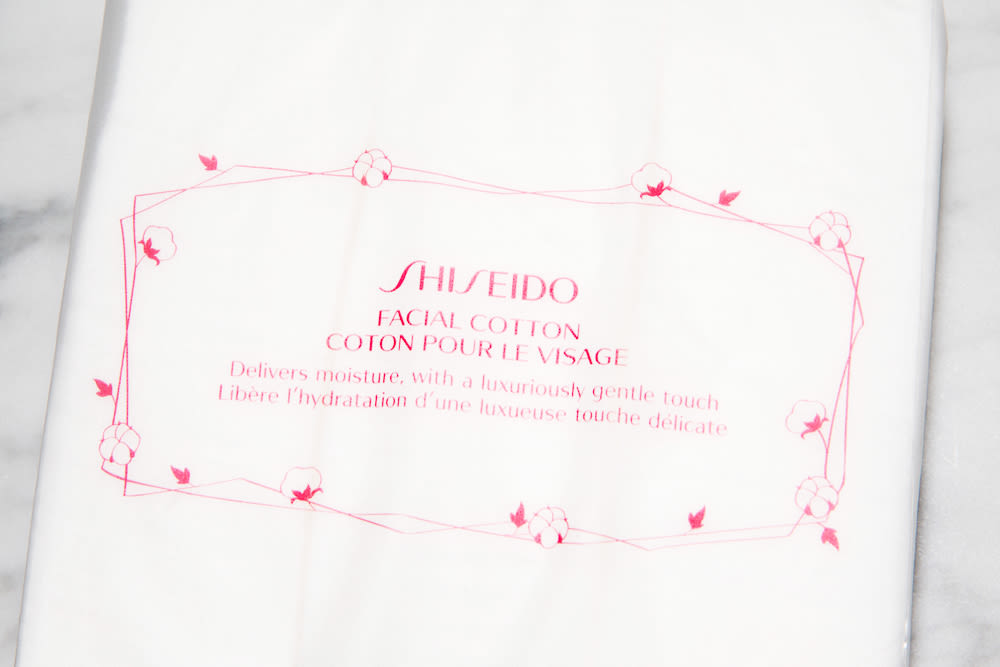 SHISEIDO
FACIAL COTTON
COTON POUR LE VISAGE
Delivers moisture, with a luxuriously gentle touch
Libère l'hydratation d'une luxueuse touche délicate